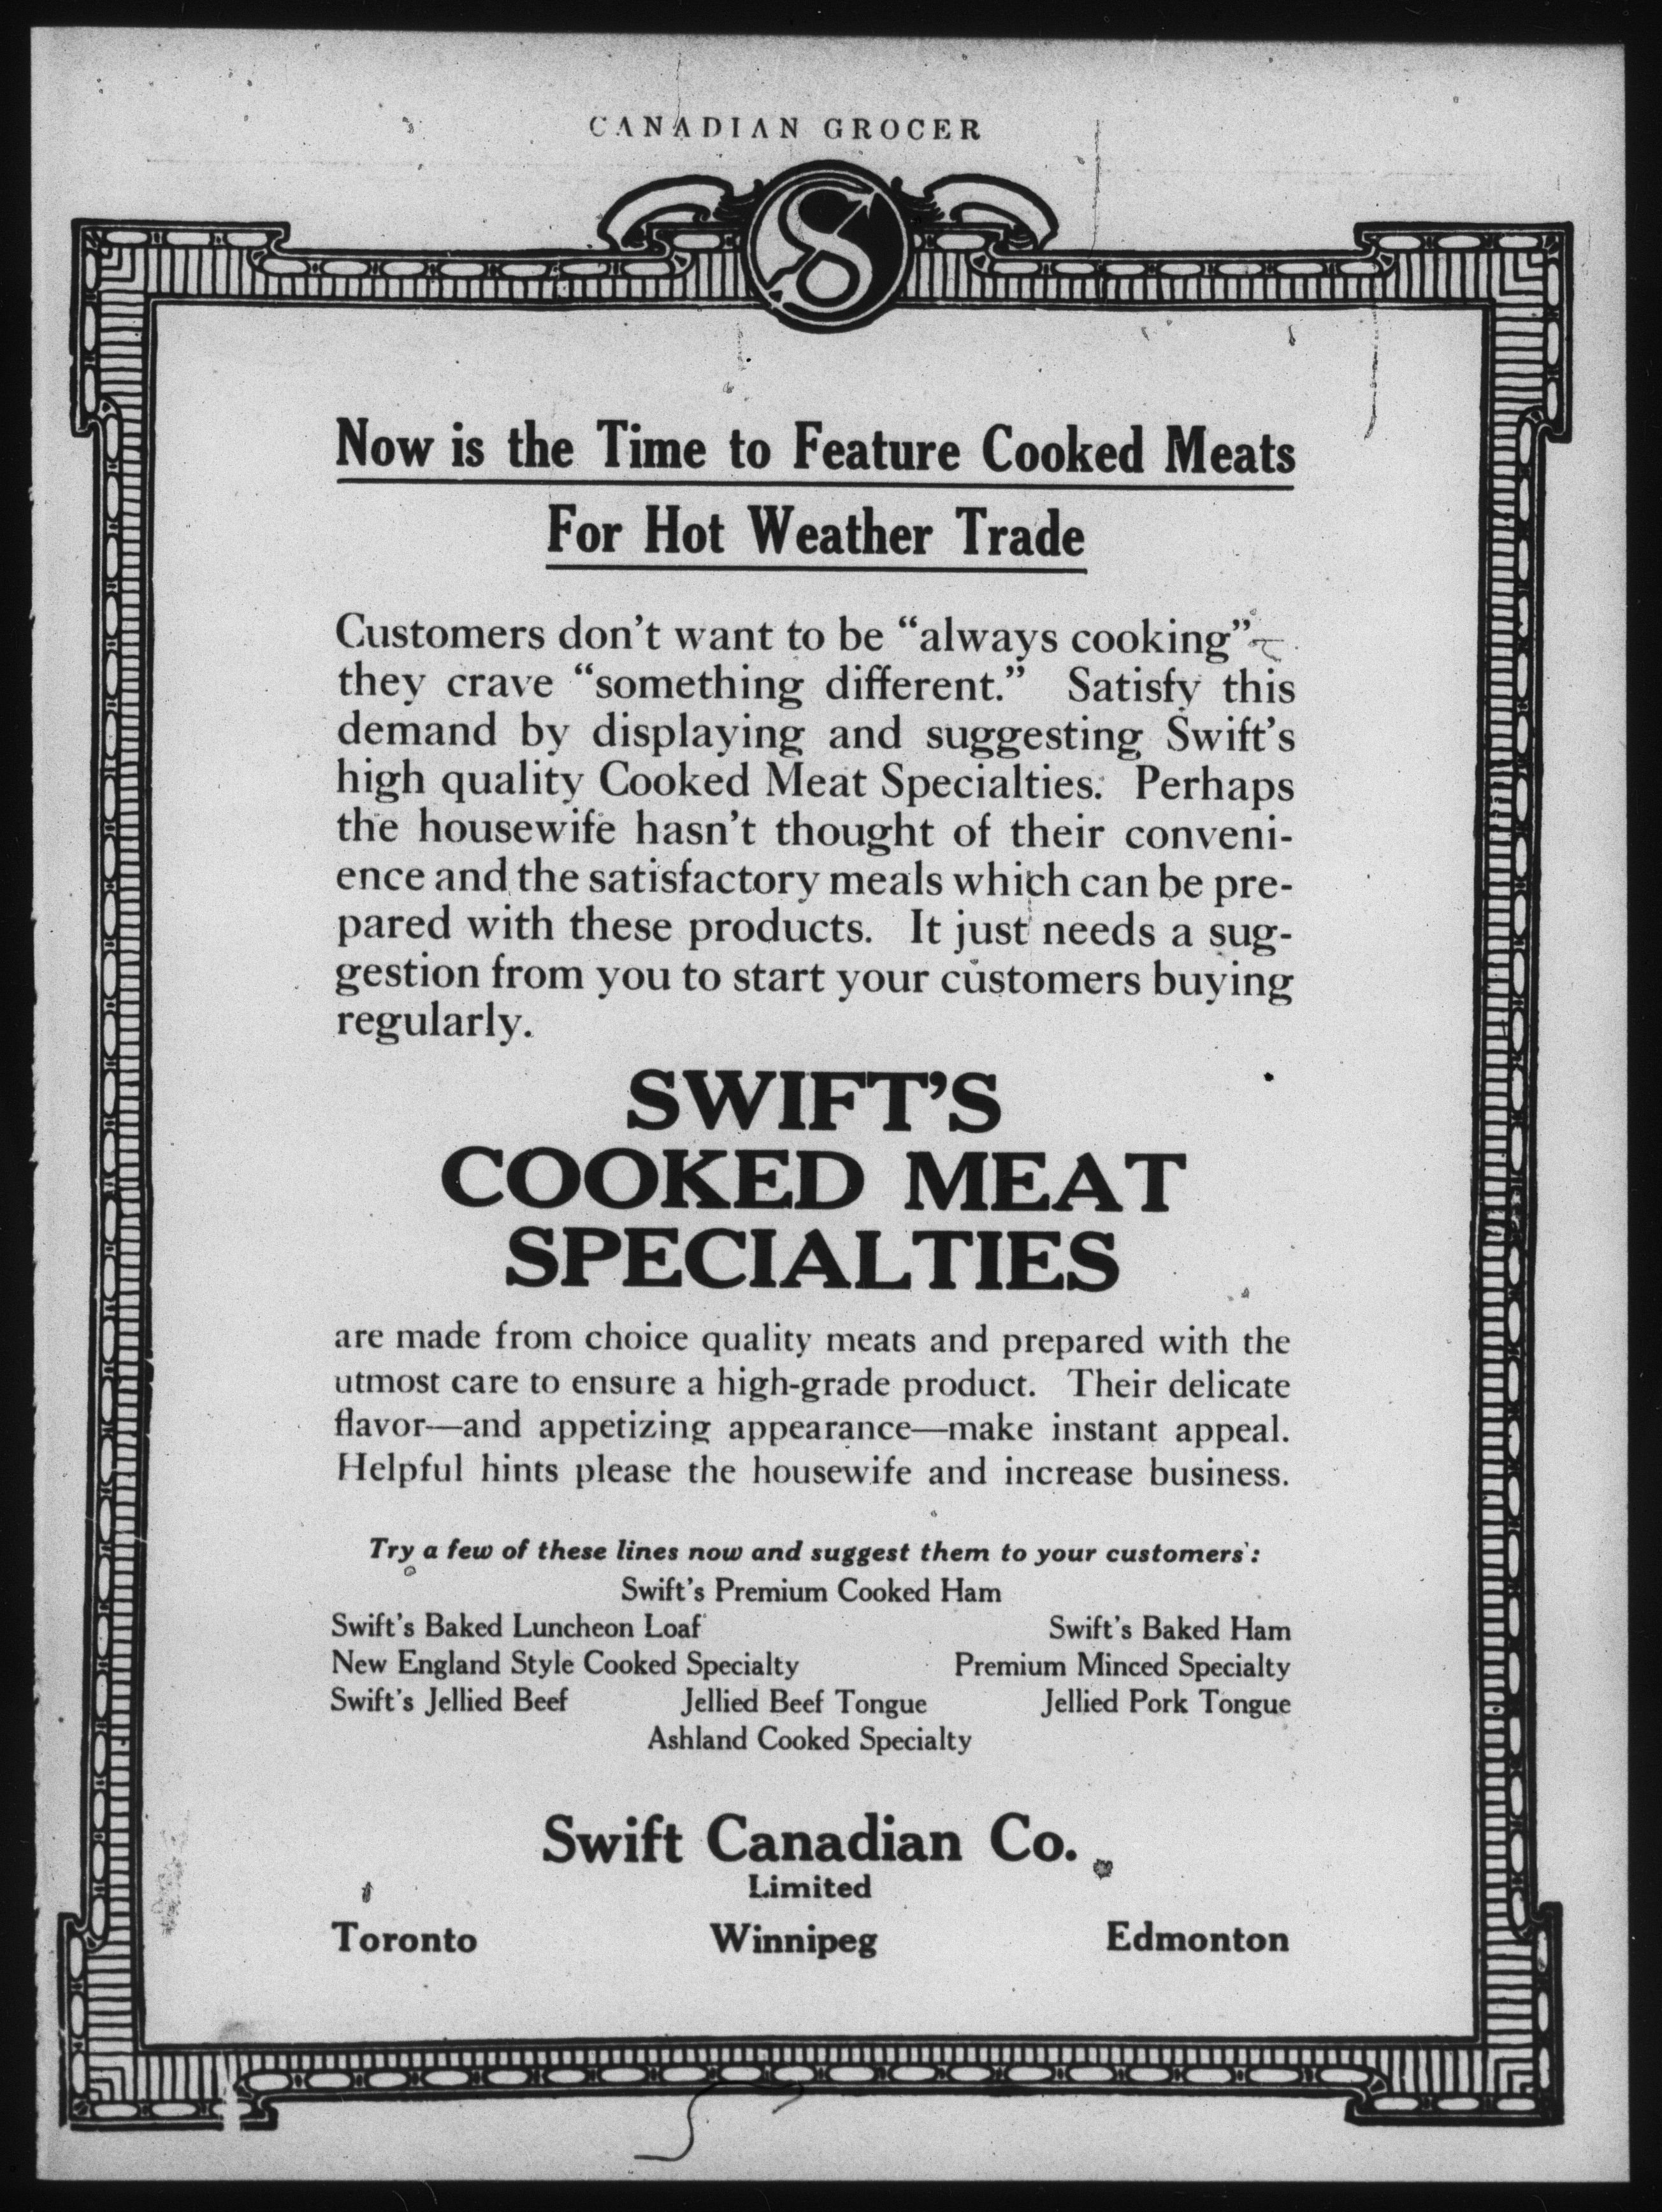 CANADIAN GROCER
S
Now is the Time to Feature Cooked Meats
For Hot Weather Trade
Customers don't want to be "always cooking"—
they crave "something different." Satisfy this
demand by displaying and suggesting Swift's
high quality Cooked Meat Specialties. Perhaps
the housewife hasn't thought of their conveni-
ence and the satisfactory meals which can be pre-
pared with these products. It just needs a sug-
gestion from you to start your customers buying
regularly.
SWIFT'S
COOKED MEAT
SPECIALTIES
are made from choice quality meats and prepared with the
utmost care to ensure a high-grade product. Their delicate
flavor—and appetizing appearance—make instant appeal.
Helpful hints please the housewife and increase business.
Try a few of these lines now and suggest them to your customers:
Swift's Premium Cooked Ham
Swift's Baked Luncheon Loaf Swift's Baked Ham
New England Style Cooked Specialty Premium Minced Specialty
Swift's Jellied Beef Jellied Beef Tongue Jellied Pork Tongue
Ashland Cooked Specialty
Swift Canadian Co.
Limited
Toronto Winnipeg Edmonton